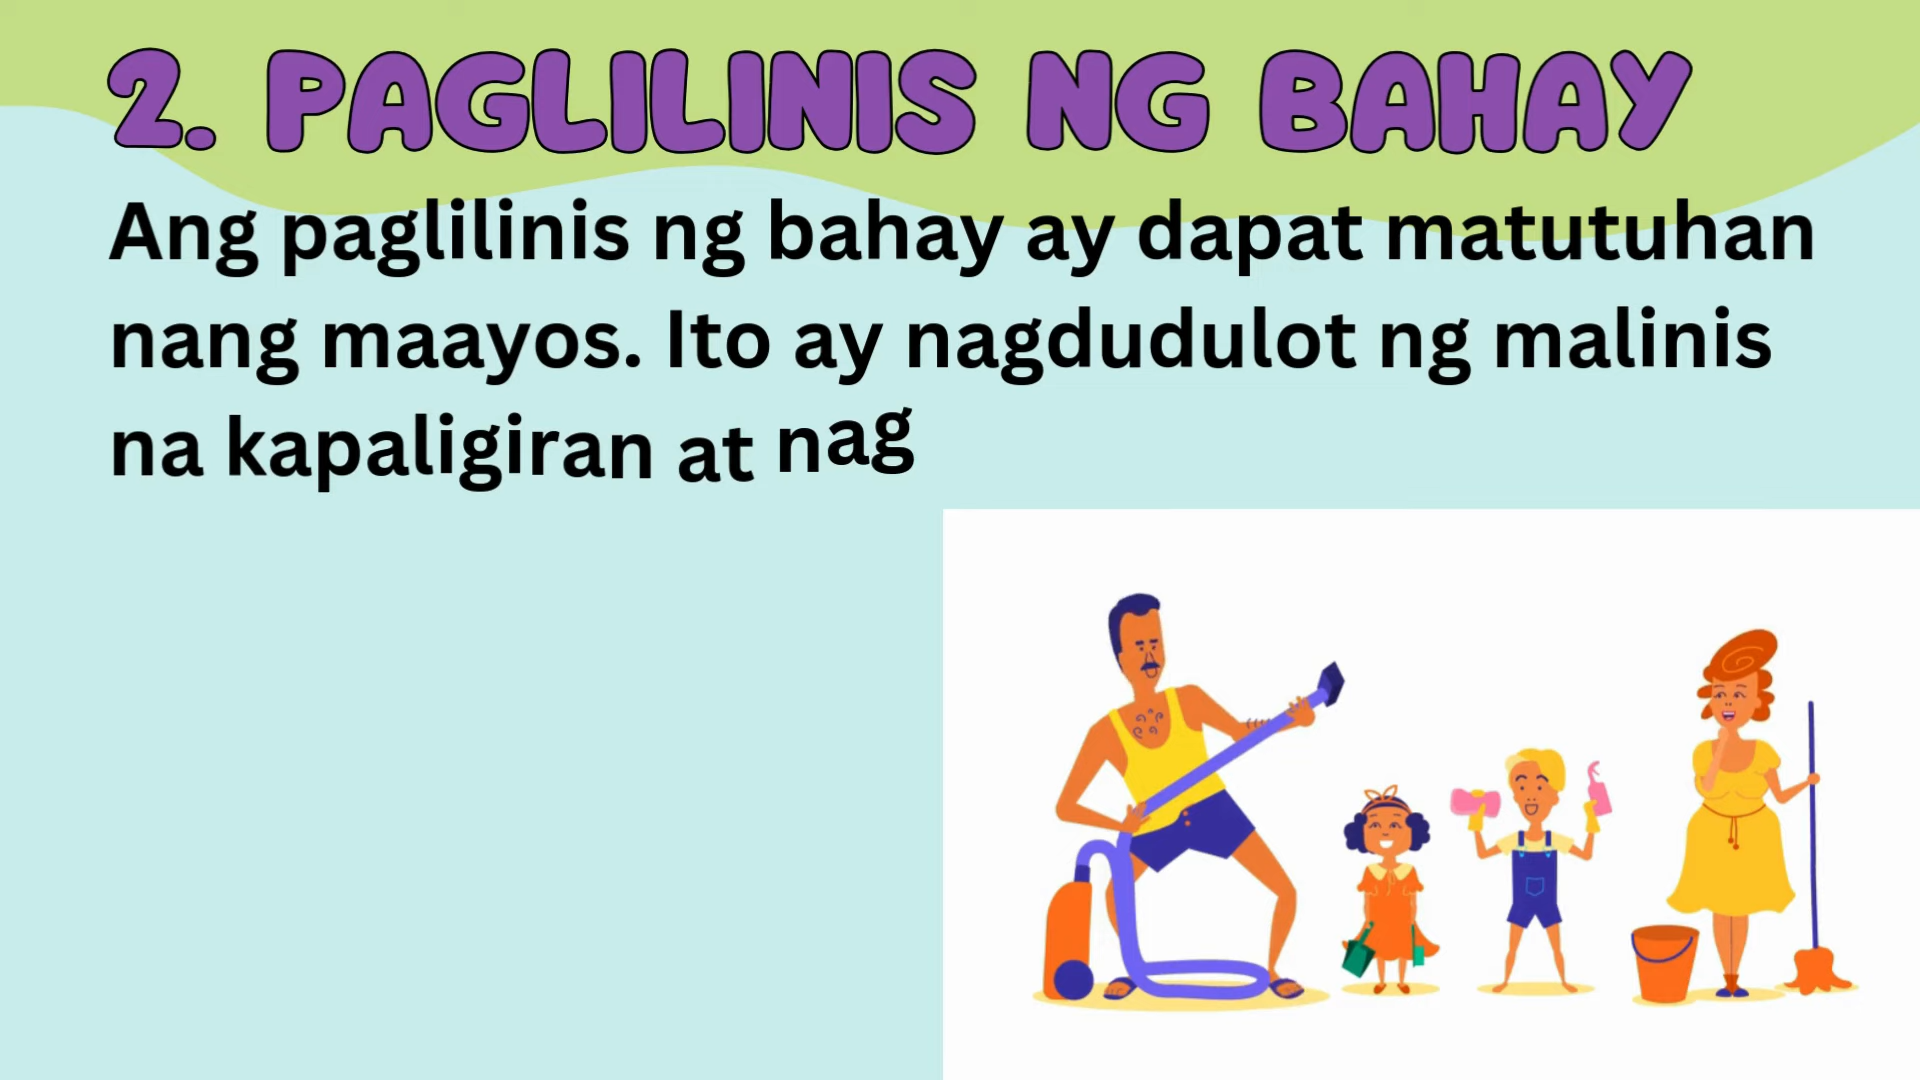 2. PAGLILINIS NG BAHAY
Ang paglilinis ng bahay ay dapat matutuhan
nang maayos. Ito ay nagdudulot ng malinis
na kapaligiran at nag